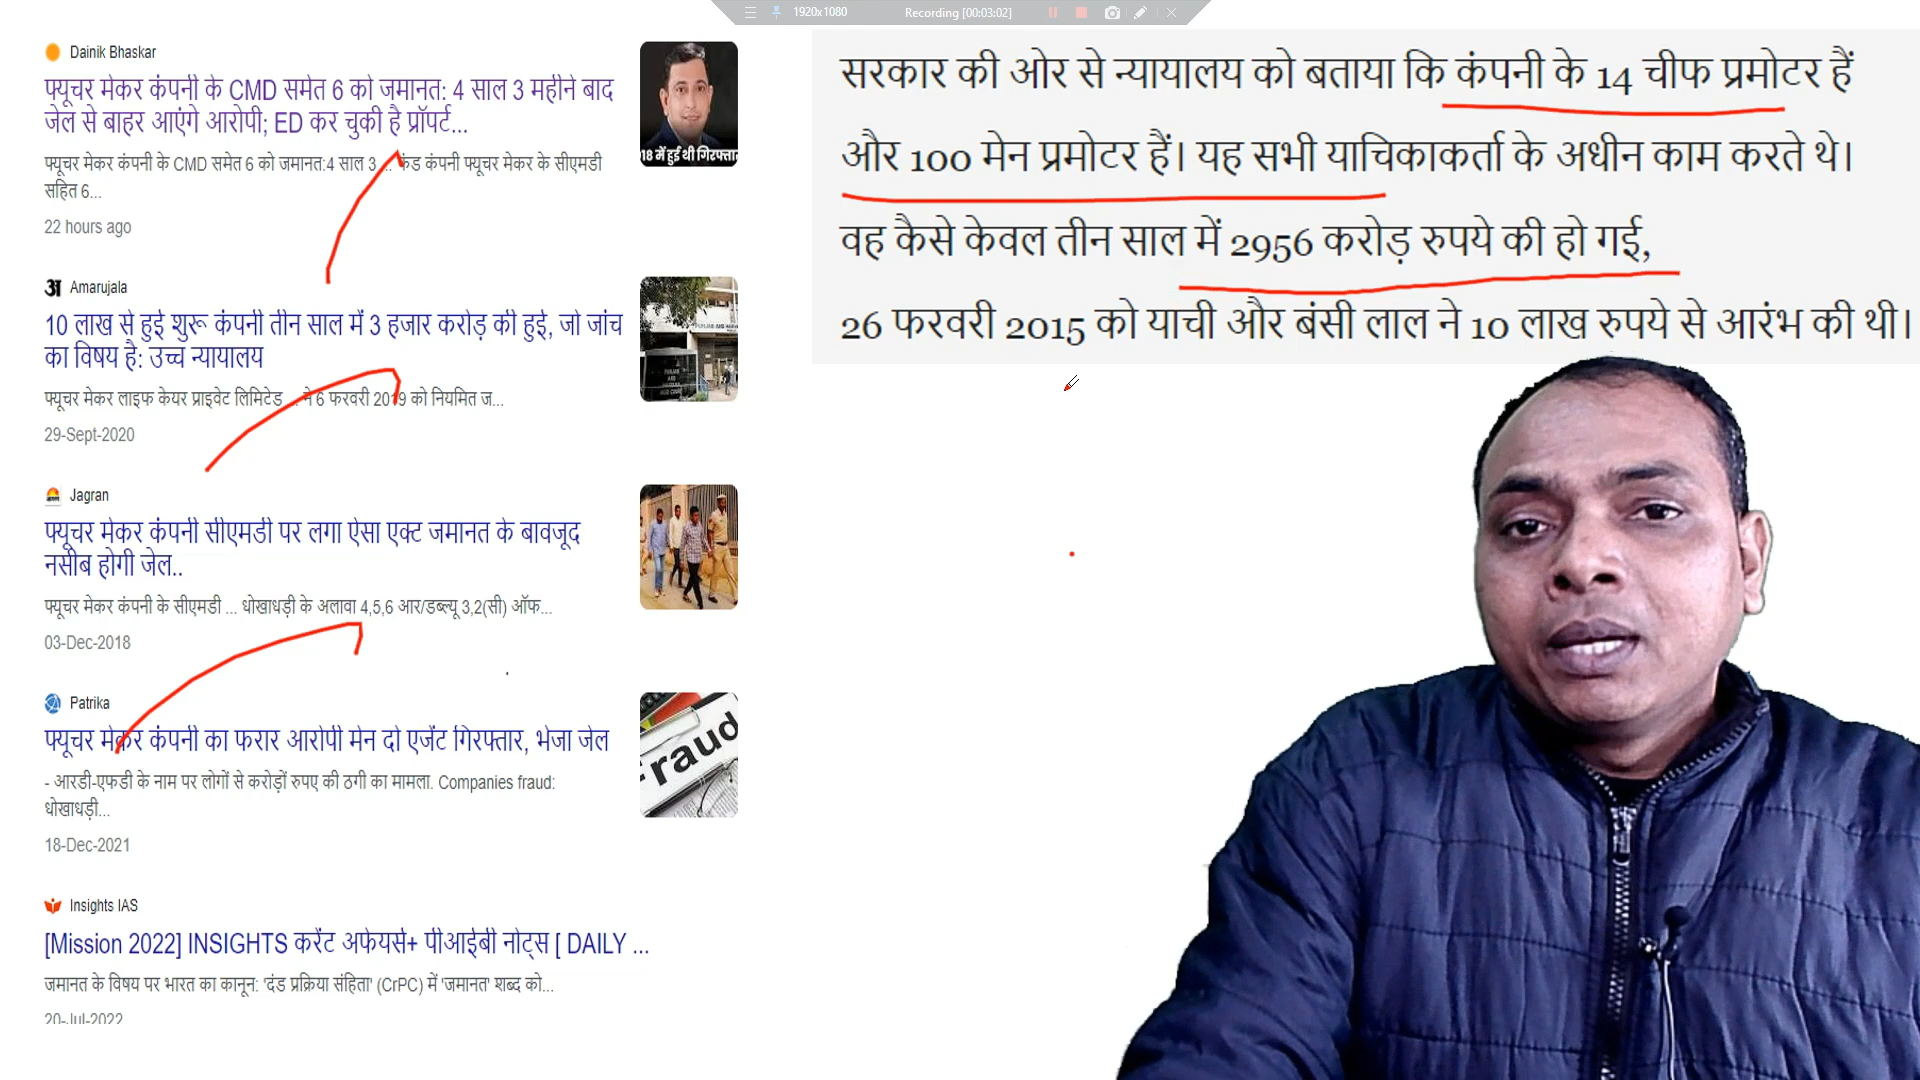 1920x1080
Recording [00:03:02]
Dainik Bhaskar
फ्यूचर मेकर कंपनी के CMD समेत 6 को जमानत: 4 साल 3 महीने बाद
जेल से बाहर आएंगे आरोपी; ED कर चुकी है प्रॉपर्ट...
फ्यूचर मेकर कंपनी के CMD समेत 6 को जमानत:4 साल 3 ... कंपनी फ्यूचर मेकर के सीएमडी
सहित 6...
22 hours ago
18 में हुई थी गिरफ्तार
Amarujala
10 लाख से हुई शुरू कंपनी तीन साल में 3 हजार करोड़ की हुई, जो जांच
का विषय है: उच्च न्यायालय
फ्यूचर मेकर लाइफ केयर प्राइवेट लिमिटेड ... ने 6 फरवरी 2019 को नियमित ज...
29-Sept-2020
Jagran
फ्यूचर मेकर कंपनी सीएमडी पर लगा ऐसा एक्ट जमानत के बावजूद
नसीब होगी जेल..
फ्यूचर मेकर कंपनी के सीएमडी ... धोखाधड़ी के अलावा 4,5,6 आर/डब्ल्यू 3,2(सी) ऑफ...
03-Dec-2018
Patrika
फ्यूचर मेकर कंपनी का फरार आरोपी मेन दो एजेंट गिरफ्तार, भेजा जेल
- आरडी-एफडी के नाम पर लोगों से करोड़ों रुपए की ठगी का मामला. Companies fraud:
धोखाधड़ी...
18-Dec-2021
Fraud
Insights IAS
[Mission 2022] INSIGHTS करेंट अफेयर्स+ पीआईबी नोट्स [ DAILY ...
जमानत के विषय पर भारत का कानून: 'दंड प्रक्रिया संहिता' (CrPC) में 'जमानत' शब्द को...
20-Jul-2022
सरकार की ओर से न्यायालय को बताया कि कंपनी के 14 चीफ प्रमोटर हैं
और 100 मेन प्रमोटर हैं। यह सभी याचिकाकर्ता के अधीन काम करते थे।
वह कैसे केवल तीन साल में 2956 करोड़ रुपये की हो गई,
26 फरवरी 2015 को याची और बंसी लाल ने 10 लाख रुपये से आरंभ की थी।